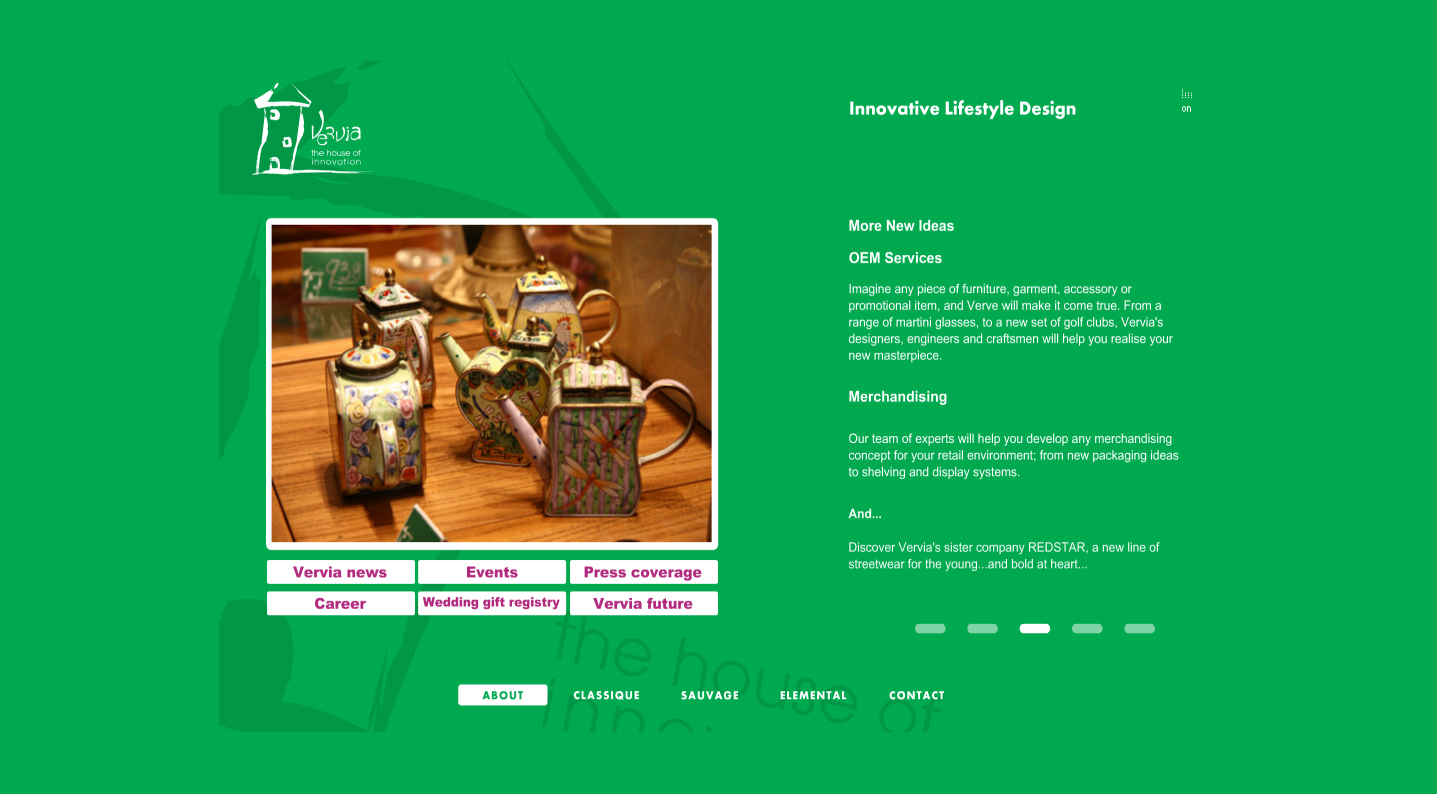 Vervia
the house of
innovation
Innovative Lifestyle Design
on
938
More New Ideas
OEM Services
Imagine any piece of furniture, garment, accessory or
promotional item, and Verve will make it come true. From a
range of martini glasses, to a new set of golf clubs, Vervia's
designers, engineers and craftsmen will help you realise your
new masterpiece.
Merchandising
Our team of experts will help you develop any merchandising
concept for your retail environment; from new packaging ideas
to shelving and display systems.
And...
Discover Vervia's sister company REDSTAR, a new line of
streetwear for the young...and bold at heart...
Vervia news
Events
Press coverage
Career
Wedding gift registry
Vervia future
the house of
ABOUT
CLASSIQUE
SAUVAGE
ELEMENTAL
CONTACT